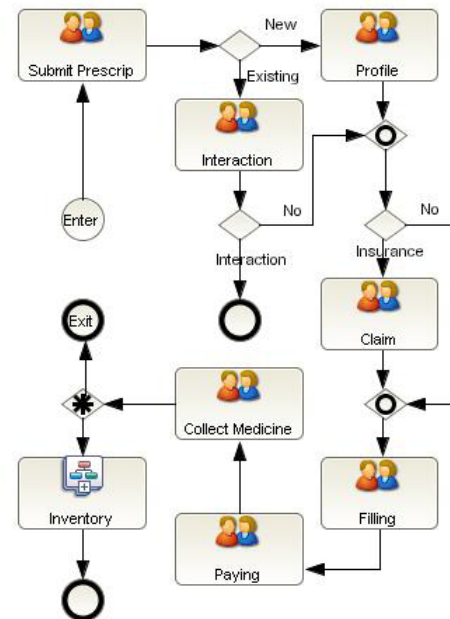 New
Submit Prescrip
Profile
Existing
Interaction
No
No
Enter
Interaction
Insurance
Claim
Exit
Collect Medicine
Inventory
Filling
Paying